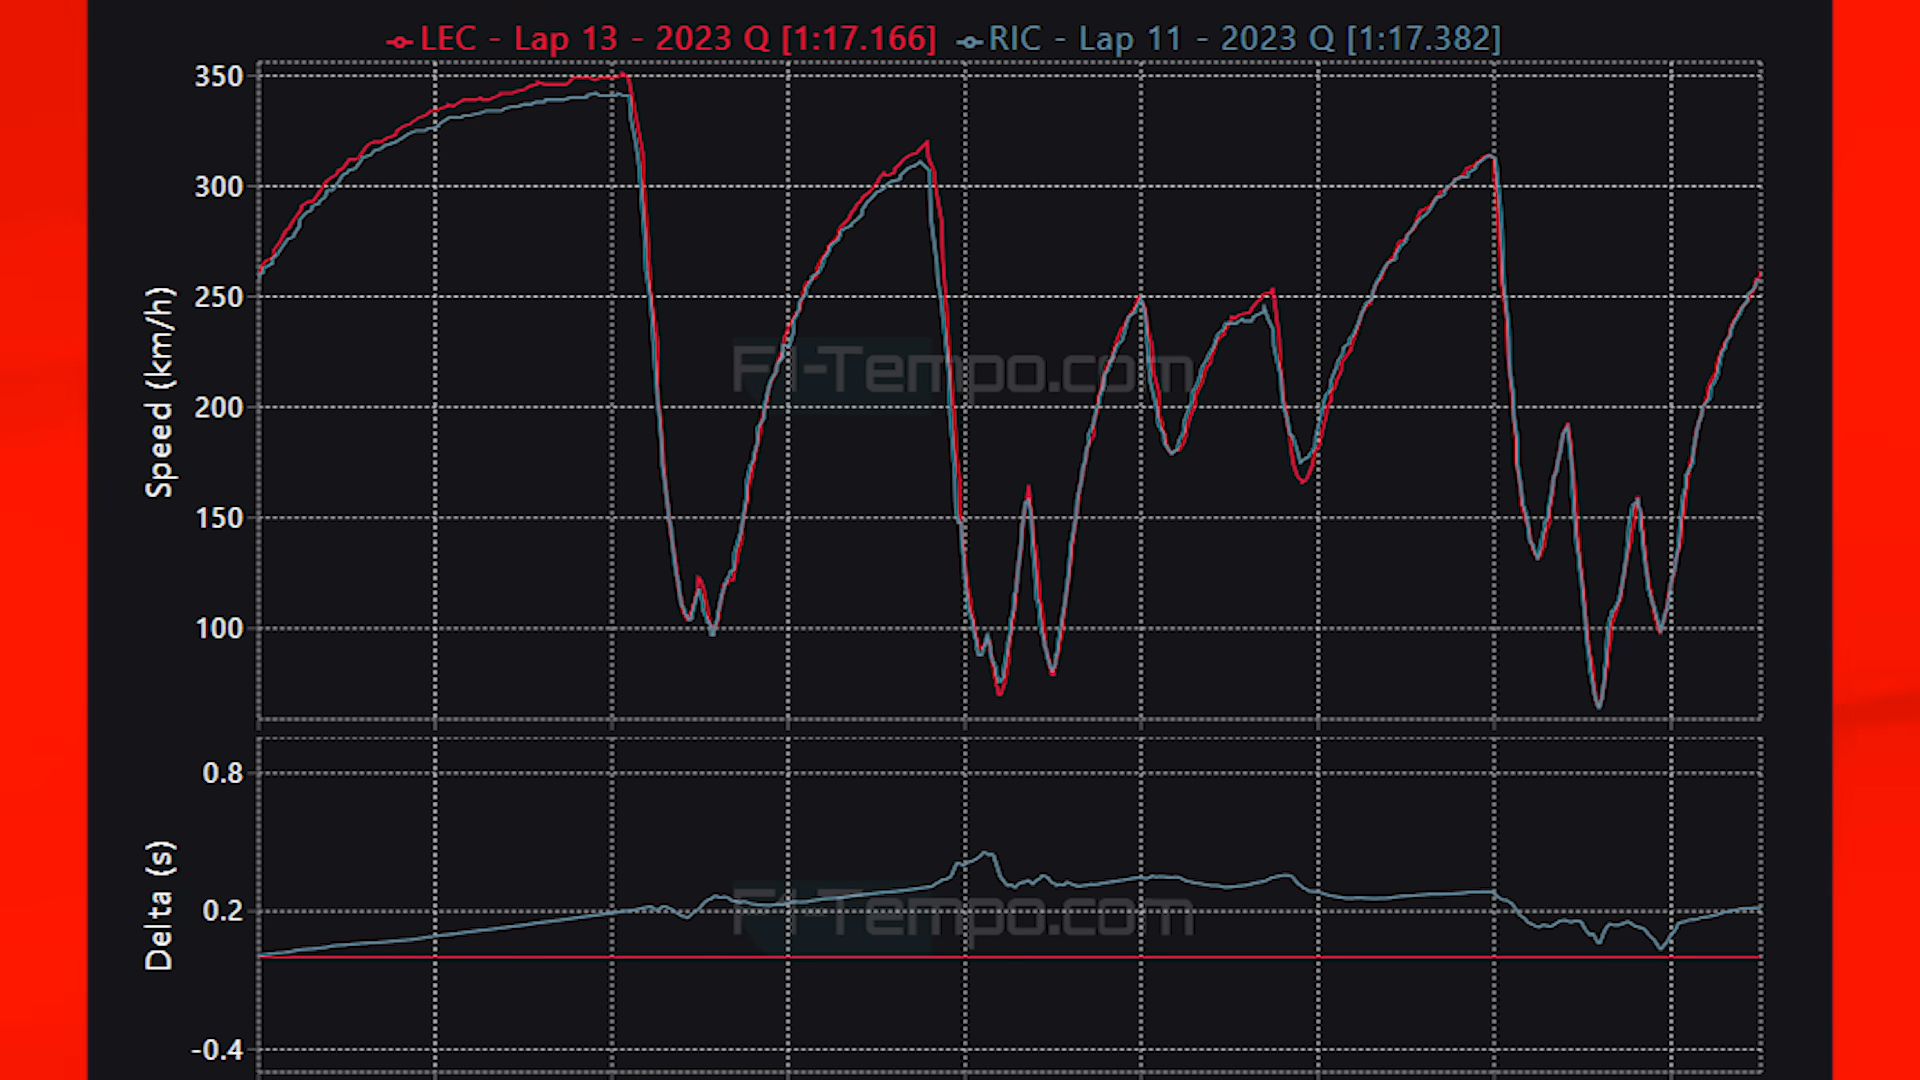 LEC - Lap 13 - 2023 Q [1:17.166] RIC - Lap 11 - 2023 Q [1:17.382]
350
300
250
200
150
100
Speed (km/h)
F1-Tempo.com
0.8
0.2
-0.4
Delta (s)
F1-Tempo.com